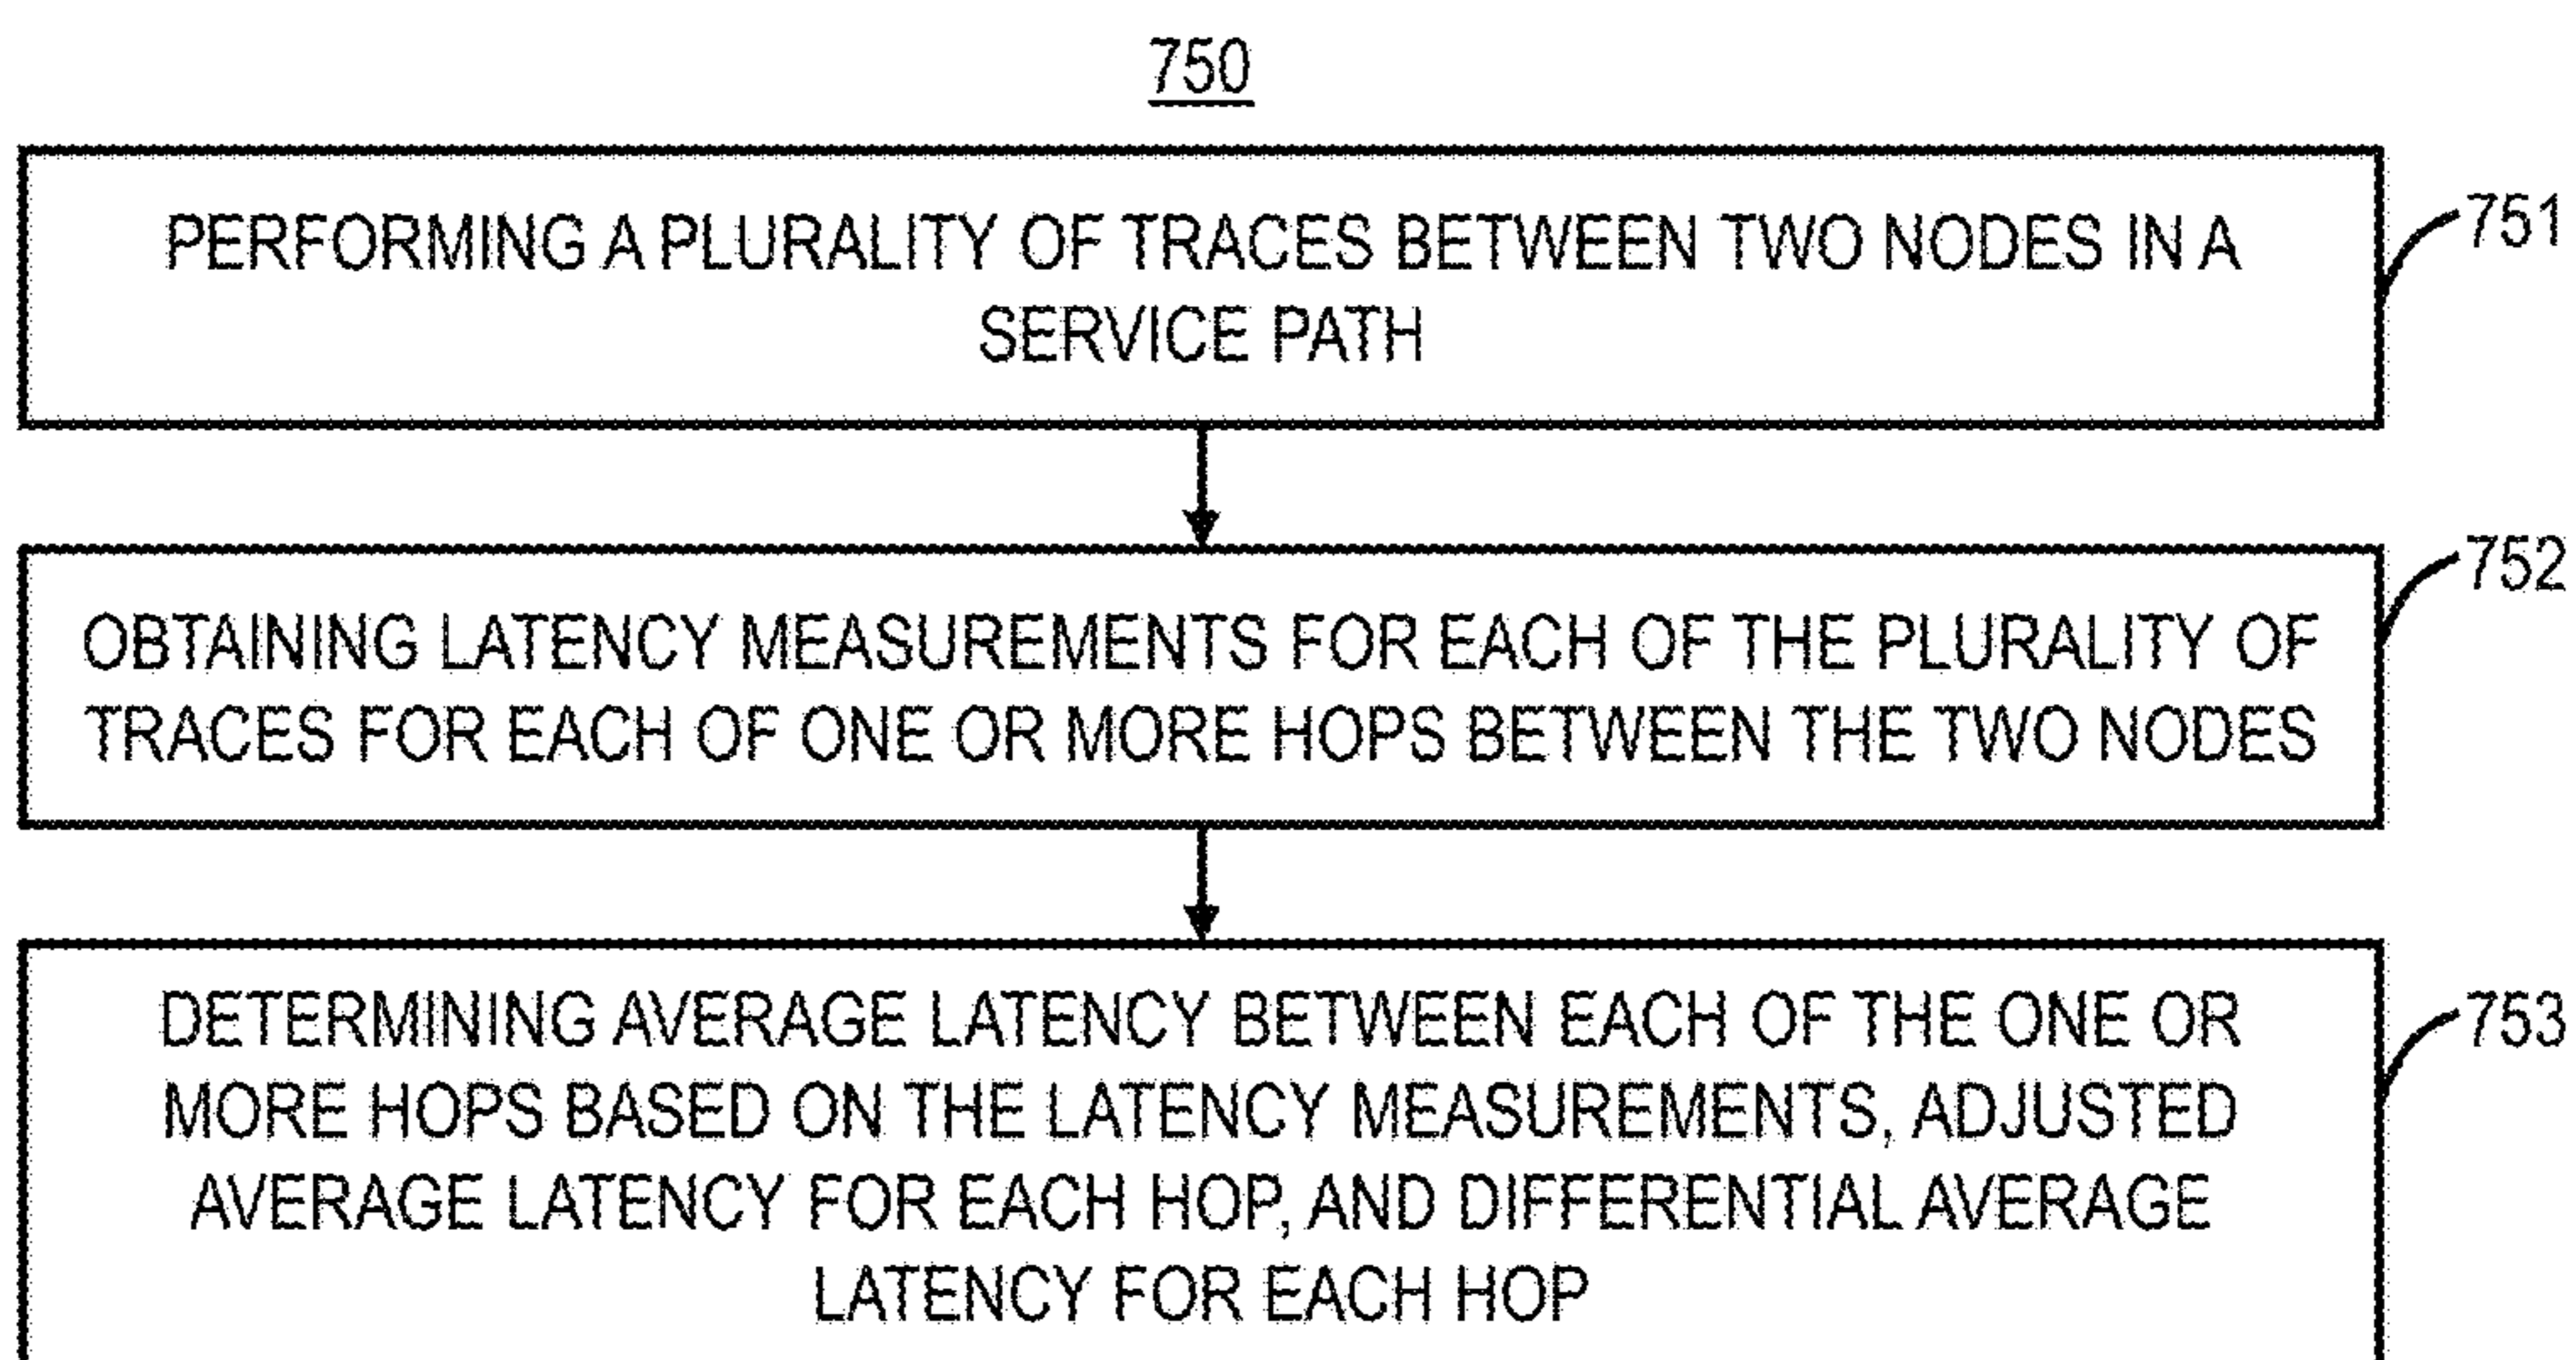 750
PERFORMING A PLURALITY OF TRACES BETWEEN TWO NODES IN A
SERVICE PATH
751
OBTAINING LATENCY MEASUREMENTS FOR EACH OF THE PLURALITY OF
TRACES FOR EACH OF ONE OR MORE HOPS BETWEEN THE TWO NODES
752
DETERMINING AVERAGE LATENCY BETWEEN EACH OF THE ONE OR
MORE HOPS BASED ON THE LATENCY MEASUREMENTS, ADJUSTED
AVERAGE LATENCY FOR EACH HOP, AND DIFFERENTIAL AVERAGE
LATENCY FOR EACH HOP
753